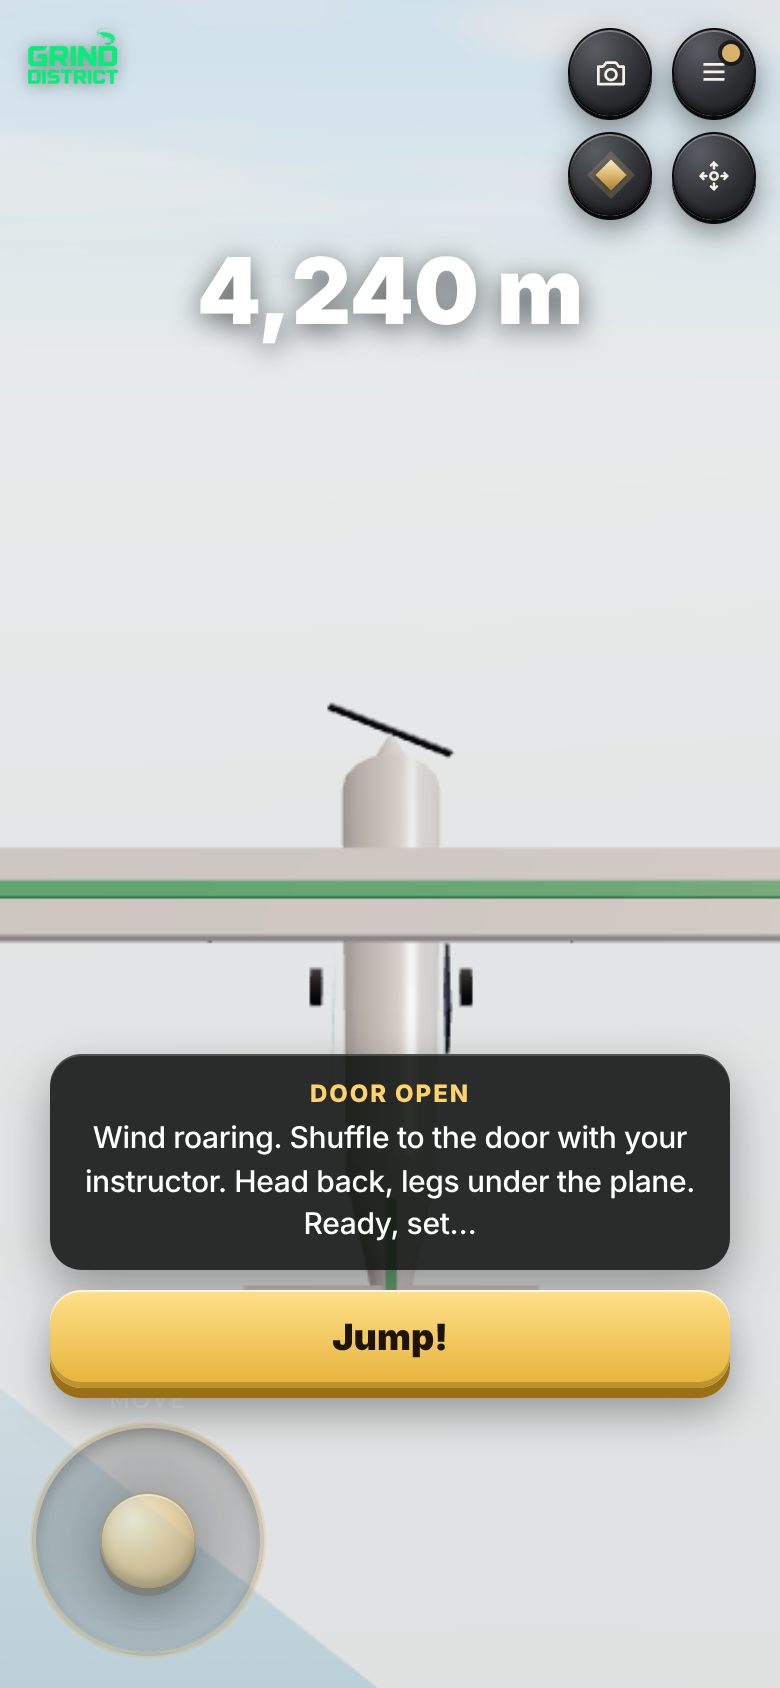 GRIND
DISTRICT
4,240 m
DOOR OPEN
Wind roaring. Shuffle to the door with your
instructor. Head back, legs under the plane.
Ready, set...
Jump!
MOVE